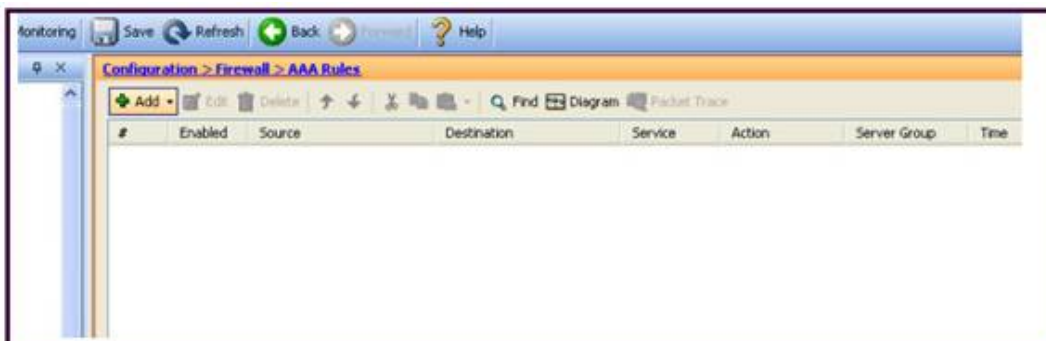 Monitoring Save Refresh Back Forward Help
Configuration > Firewall > AAA Rules
Add Edit Delete Find Diagram Packet Trace
# Enabled Source Destination Service Action Server Group Time